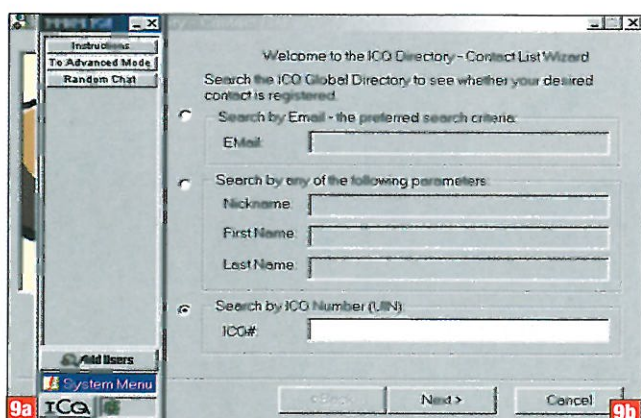 Instructions
To Advanced Mode
Random Chat
Add Users
System Menu
ICQ
9a
Welcome to the ICQ Directory - Contact List Wizard
Search the ICQ Global Directory to see whether your desired
contact is registered.
Search by Email - the preferred search criteria:
EMail:
Search by any of the following parameters:
Nickname:
First Name:
Last Name:
Search by ICQ Number (UIN):
ICQ#:
< Back
Next >
Cancel
9b